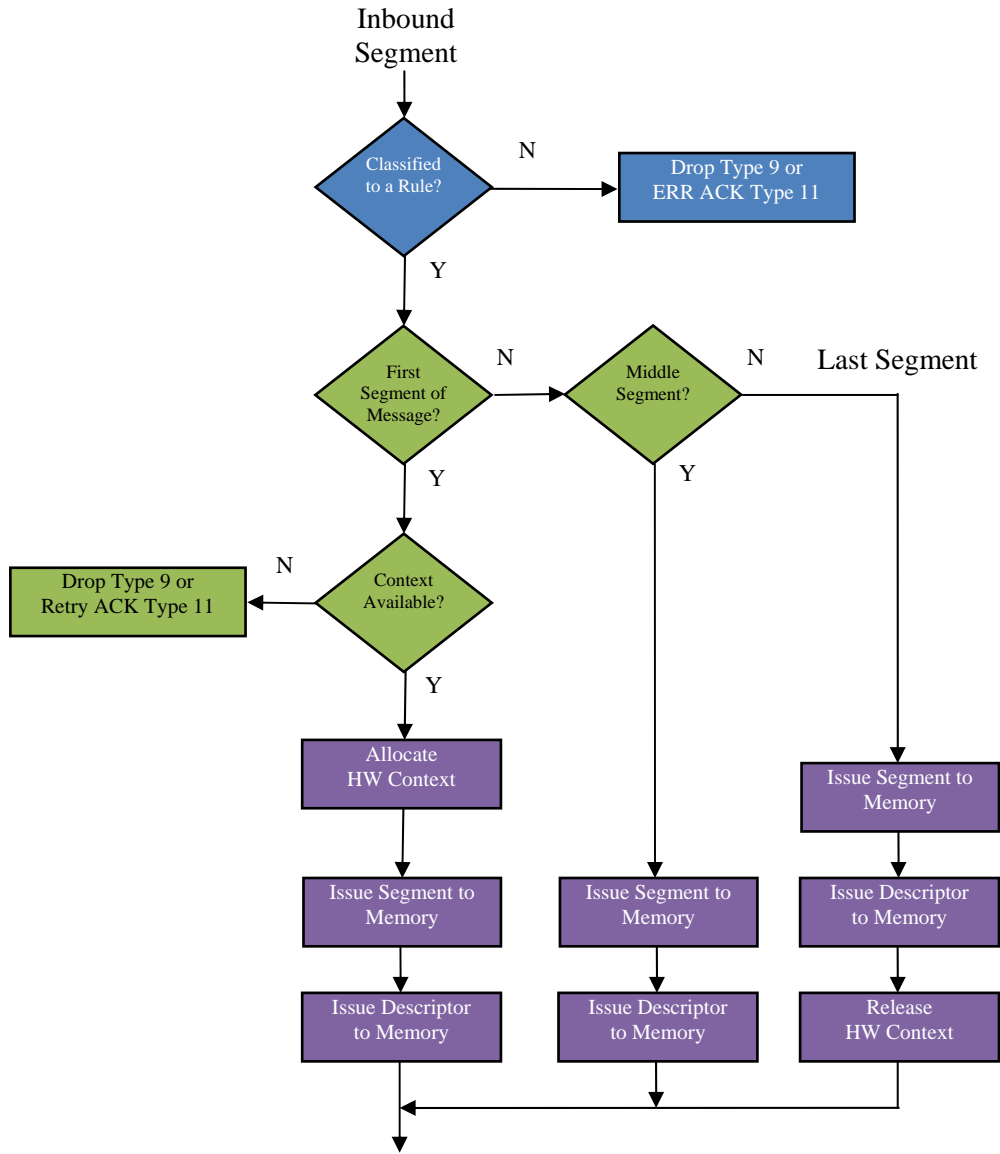 Inbound
Segment
Classified
to a Rule?
N
Drop Type 9 or
ERR ACK Type 11
Y
First
Segment of
Message?
N
Middle
Segment?
N
Last Segment
Y
Y
Context
Available?
N
Drop Type 9 or
Retry ACK Type 11
Y
Allocate
HW Context
Issue Segment to
Memory
Issue Segment to
Memory
Issue Segment to
Memory
Issue Descriptor
to Memory
Issue Descriptor
to Memory
Issue Descriptor
to Memory
Release
HW Context